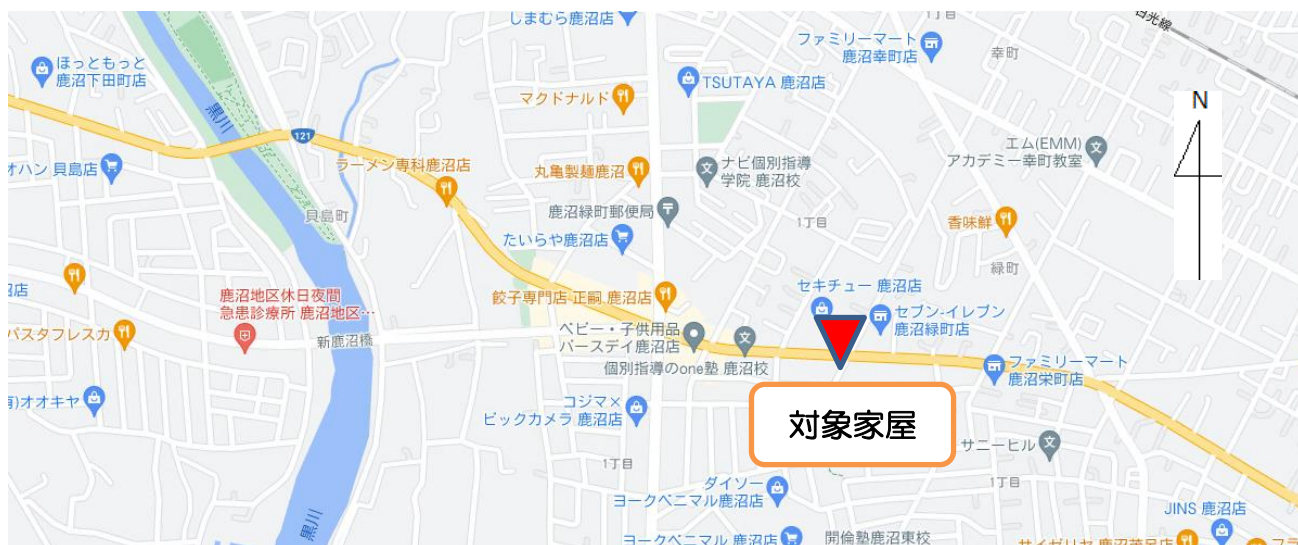 しまむら鹿沼店
1丁目
日光線
ファミリーマート
鹿沼幸町店
幸町
ほっともっと
鹿沼下田町店
TSUTAYA 鹿沼店
マクドナルド
N
黒川
121
エム(EMM)
アカデミー幸町教室
オハン 貝島店
ラーメン専科鹿沼店
丸亀製麺鹿沼
ナビ個別指導
学院 鹿沼校
貝島町
鹿沼緑町郵便局
1丁目
香味鮮
たいらや鹿沼店
緑町
沼店
鹿沼地区休日夜間
急患診療所 鹿沼地区…
餃子専門店 正嗣 鹿沼店
セキチュー 鹿沼店
セブン-イレブン
鹿沼緑町店
パスタフレスカ
新鹿沼橋
ベビー・子供用品
バースデイ鹿沼店
個別指導のone塾 鹿沼校
ファミリーマート
鹿沼栄町店
有)オオキヤ
コジマ×
ビックカメラ 鹿沼店
対象家屋
サニーヒル
1丁目
ダイソー
ヨークベニマル鹿沼店
1丁目
JINS 鹿沼店
黒川
ヨークベニマル 鹿沼店
開倫塾鹿沼東校
サイゼリヤ 鹿沼茂呂店
フラ